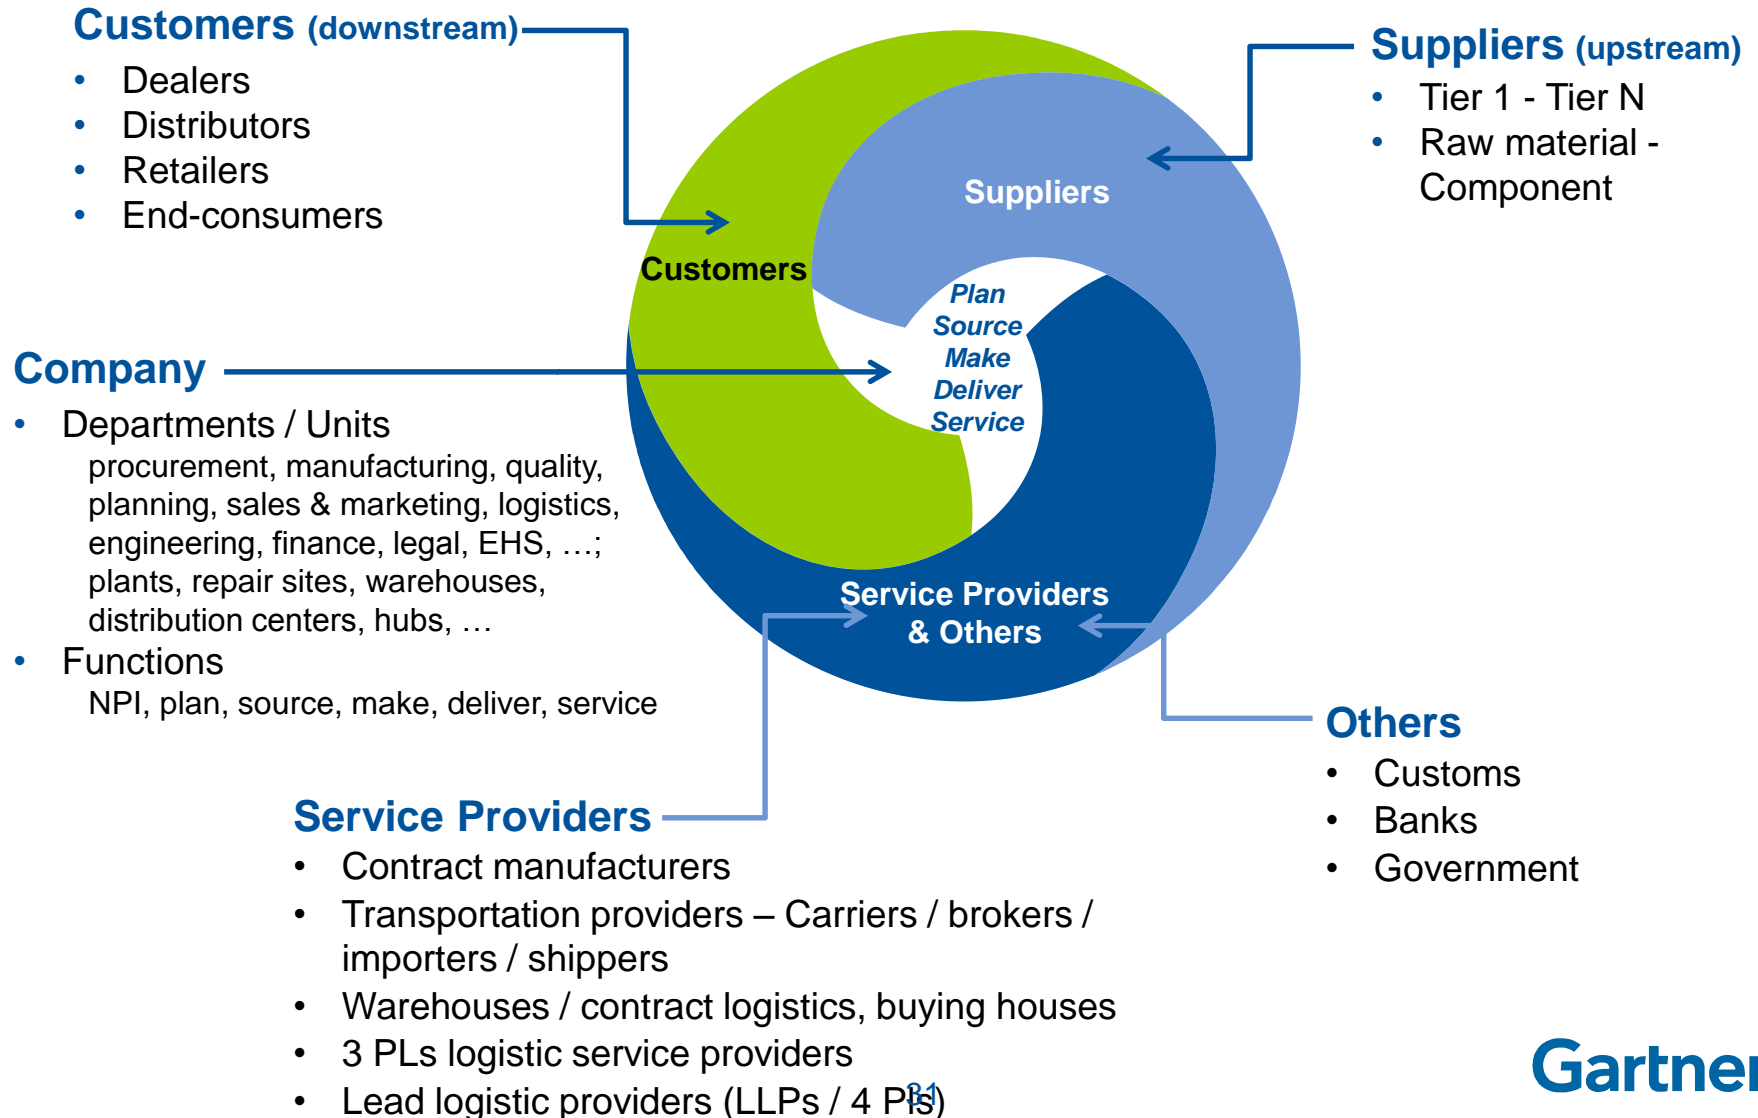 Customers (downstream)
• Dealers
• Distributors
• Retailers
• End-consumers
Suppliers (upstream)
• Tier 1 - Tier N
• Raw material -
Component
Suppliers
Customers
Plan
Source
Make
Deliver
Service
Company
• Departments / Units
procurement, manufacturing, quality,
planning, sales & marketing, logistics,
engineering, finance, legal, EHS, …;
plants, repair sites, warehouses,
distribution centers, hubs, …
• Functions
NPI, plan, source, make, deliver, service
Service Providers
& Others
Others
• Customs
• Banks
• Government
Service Providers
• Contract manufacturers
• Transportation providers – Carriers / brokers /
importers / shippers
• Warehouses / contract logistics, buying houses
• 3 PLs logistic service providers
• Lead logistic providers (LLPs / 4 Pls)
31
Gartner